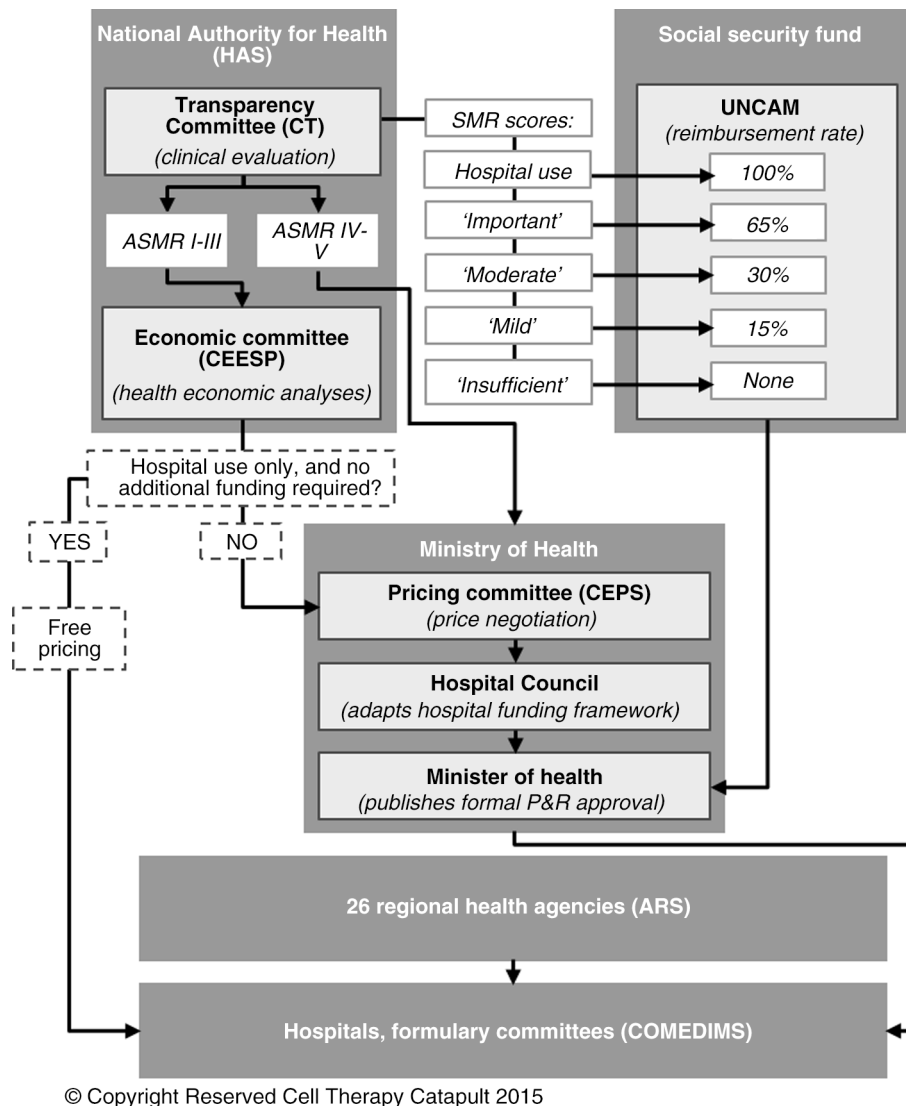 National Authority for Health
(HAS)
Transparency
Committee (CT)
(clinical evaluation)
ASMR I-III
ASMR IV-
V
Economic committee
(CEESP)
(health economic analyses)
SMR scores:
Hospital use
‘Important’
‘Moderate’
‘Mild’
‘Insufficient’
Social security fund
UNCAM
(reimbursement rate)
100%
65%
30%
15%
None
Hospital use only, and no
additional funding required?
YES
NO
Free
pricing
Ministry of Health
Pricing committee (CEPS)
(price negotiation)
Hospital Council
(adapts hospital funding framework)
Minister of health
(publishes formal P&R approval)
26 regional health agencies (ARS)
Hospitals, formulary committees (COMEDIMS)
© Copyright Reserved Cell Therapy Catapult 2015